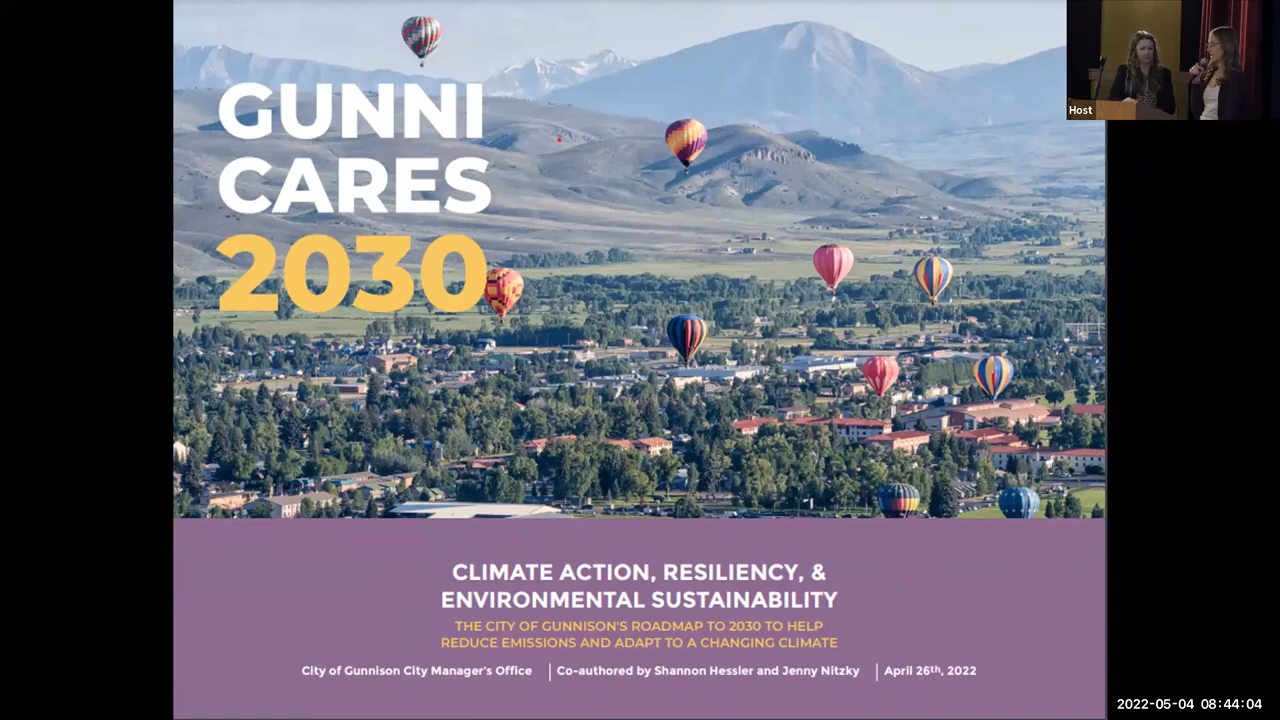 GUNNI
CARES
2030
Host
CLIMATE ACTION, RESILIENCY, &
ENVIRONMENTAL SUSTAINABILITY
THE CITY OF GUNNISON'S ROADMAP TO 2030 TO HELP
REDUCE EMISSIONS AND ADAPT TO A CHANGING CLIMATE
City of Gunnison City Manager's Office | Co-authored by Shannon Hessler and Jenny Nitzky | April 26th, 2022
2022-05-04 08:44:04